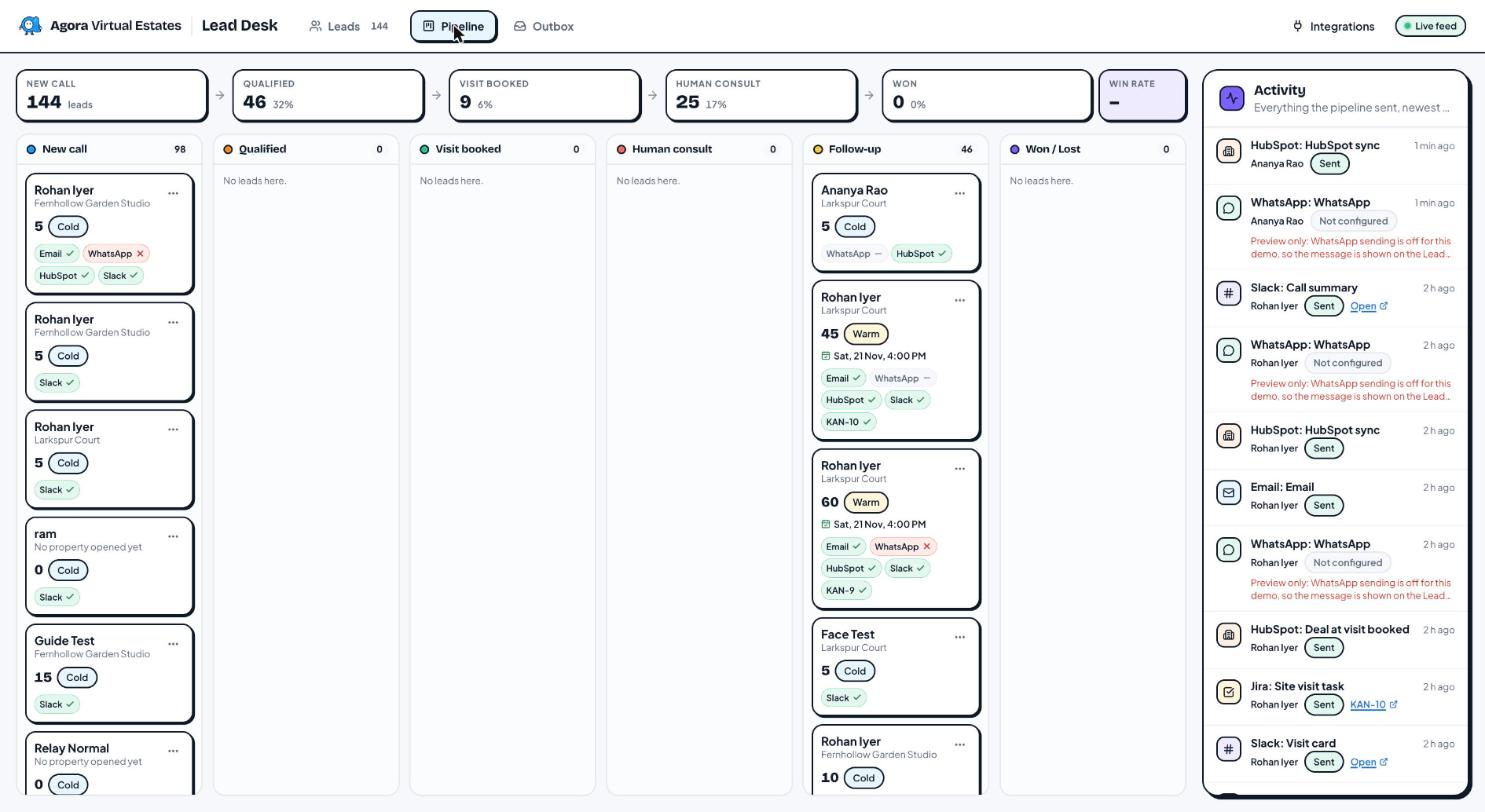 Agora Virtual Estates
Lead Desk
Leads 144
Pipeline
Outbox
Integrations
Live feed
NEW CALL
144 leads
→
QUALIFIED
46 32%
→
VISIT BOOKED
9 6%
→
HUMAN CONSULT
25 17%
→
WON
0 0%
WIN RATE
–
New call 98
Rohan Iyer ...
Fernhollow Garden Studio
5 Cold
Email ✓ WhatsApp ✕
HubSpot ✓ Slack ✓
Rohan Iyer ...
Fernhollow Garden Studio
5 Cold
Slack ✓
Rohan Iyer ...
Larkspur Court
5 Cold
Slack ✓
ram ...
No property opened yet
0 Cold
Slack ✓
Guide Test ...
Fernhollow Garden Studio
15 Cold
Slack ✓
Relay Normal ...
No property opened yet
0 Cold
Qualified 0
No leads here.
Visit booked 0
No leads here.
Human consult 0
No leads here.
Follow-up 46
Ananya Rao ...
Larkspur Court
5 Cold
WhatsApp – HubSpot ✓
Rohan Iyer ...
Larkspur Court
45 Warm
Sat, 21 Nov, 4:00 PM
Email ✓ WhatsApp –
HubSpot ✓ Slack ✓
KAN-10 ✓
Rohan Iyer ...
Larkspur Court
60 Warm
Sat, 21 Nov, 4:00 PM
Email ✓ WhatsApp ✕
HubSpot ✓ Slack ✓
KAN-9 ✓
Face Test ...
Larkspur Court
5 Cold
Slack ✓
Rohan Iyer ...
Fernhollow Garden Studio
10 Cold
Won / Lost 0
No leads here.
Activity
Everything the pipeline sent, newest ...
HubSpot: HubSpot sync 1 min ago
Ananya Rao Sent
WhatsApp: WhatsApp 1 min ago
Ananya Rao Not configured
Preview only: WhatsApp sending is off for this
demo, so the message is shown on the Lead...
Slack: Call summary 2 h ago
Rohan Iyer Sent Open
WhatsApp: WhatsApp 2 h ago
Rohan Iyer Not configured
Preview only: WhatsApp sending is off for this
demo, so the message is shown on the Lead...
HubSpot: HubSpot sync 2 h ago
Rohan Iyer Sent
Email: Email 2 h ago
Rohan Iyer Sent
WhatsApp: WhatsApp 2 h ago
Rohan Iyer Not configured
Preview only: WhatsApp sending is off for this
demo, so the message is shown on the Lead...
HubSpot: Deal at visit booked 2 h ago
Rohan Iyer Sent
Jira: Site visit task 2 h ago
Rohan Iyer Sent KAN-10
Slack: Visit card 2 h ago
Rohan Iyer Sent Open